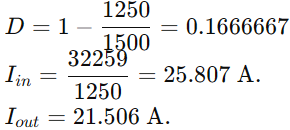 D = 1 − 1250/1500 = 0.1666667
I_in = 32259/1250 = 25.807 A.
I_out = 21.506 A.